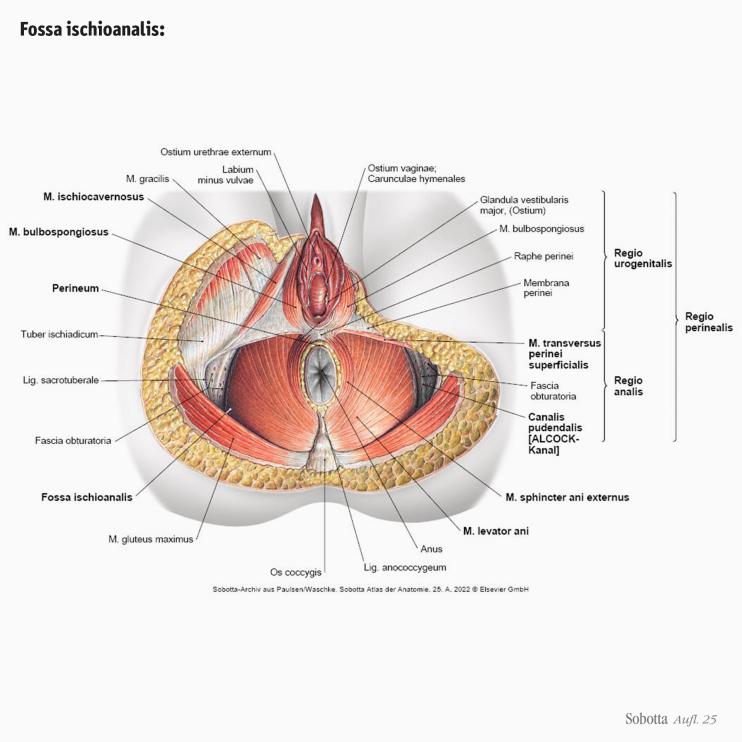 Fossa ischioanalis:
Ostium urethrae externum
Labium
minus vulvae
M. gracilis
M. ischiocavernosus
M. bulbospongiosus
Perineum
Tuber ischiadicum
Lig. sacrotuberale
Fascia obturatoria
Fossa ischioanalis
M. gluteus maximus
Os coccygis
Ostium vaginae;
Carunculae hymenales
Glandula vestibularis
major, (Ostium)
M. bulbospongiosus
Raphe perinei
Membrana
perinei
M. transversus
perinei
superficialis
Fascia
obturatoria
Canalis
pudendalis
[ALCOCK-
Kanal]
M. sphincter ani externus
M. levator ani
Anus
Lig. anococcygeum
Regio
urogenitalis
Regio
analis
Regio
perinealis
Sobotta-Archiv aus Paulsen/Waschke, Sobotta Atlas der Anatomie. 25. A. 2022 © Elsevier GmbH
Sobotta Aufl. 25